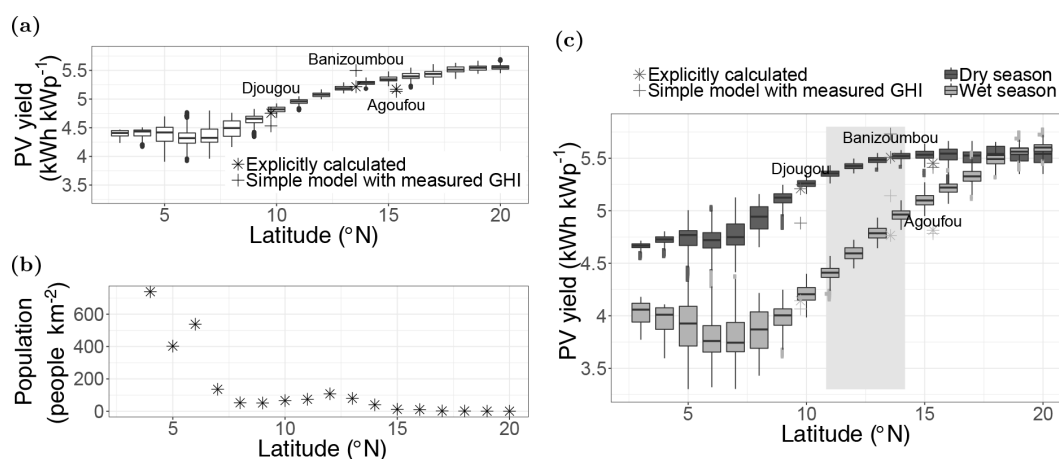 (a)
PV yield
(kWh kWp-1)
5.5
5
4.5
4
3.5
Banizoumbou
Djougou
Agoufou
Explicitly calculated
Simple model with measured GHI
5 10 15 20
Latitude (°N)
(b)
Population
(people km-2)
600
400
200
0
5 10 15 20
Latitude (°N)
(c)
Explicitly calculated
Simple model with measured GHI
Dry season
Wet season
PV yield (kWh kWp-1)
5.5
5
4.5
4
3.5
Banizoumbou
Djougou
Agoufou
5 10 15 20
Latitude (°N)